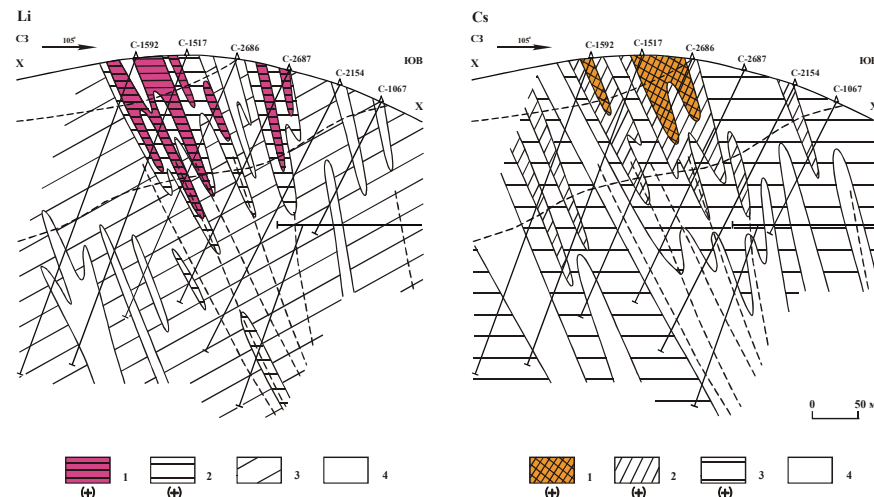 Li
СЗ 105° ЮВ
X X
С-1592 С-1517 С-2686 С-2687 С-2154 С-1067
Cs
СЗ 105° ЮВ
X X
С-1592 С-1517 С-2686 С-2687 С-2154 С-1067
0 50 м
1 2 3 4
(+) (+)
1 2 3 4
(+) (+) (+)